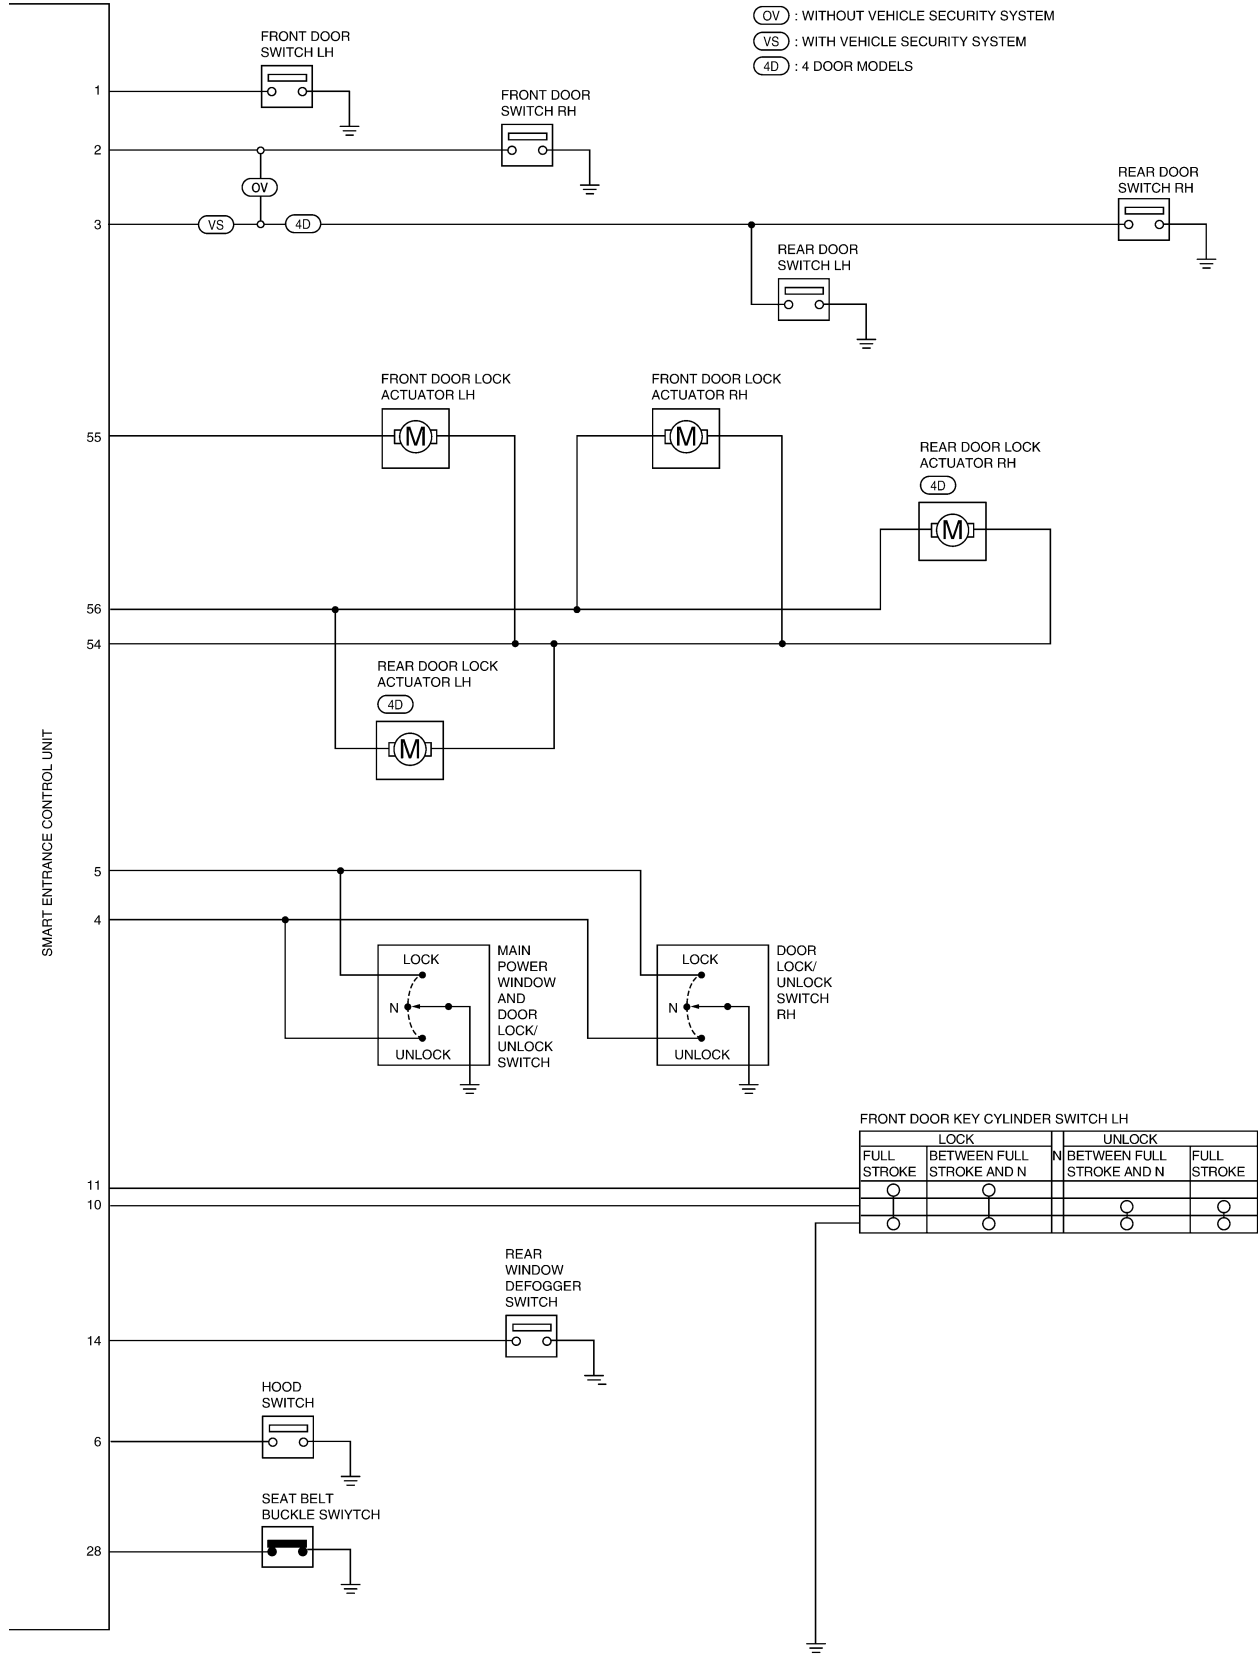 OV : WITHOUT VEHICLE SECURITY SYSTEM
VS : WITH VEHICLE SECURITY SYSTEM
4D : 4 DOOR MODELS
FRONT DOOR
SWITCH LH
1
FRONT DOOR
SWITCH RH
2
OV
REAR DOOR
SWITCH RH
3
VS
4D
REAR DOOR
SWITCH LH
FRONT DOOR LOCK
ACTUATOR LH
M
FRONT DOOR LOCK
ACTUATOR RH
M
55
REAR DOOR LOCK
ACTUATOR RH
4D
M
56
54
REAR DOOR LOCK
ACTUATOR LH
4D
M
SMART ENTRANCE CONTROL UNIT
5
4
LOCK
N
UNLOCK
MAIN
POWER
WINDOW
AND
DOOR
LOCK/
UNLOCK
SWITCH
LOCK
N
UNLOCK
DOOR
LOCK/
UNLOCK
SWITCH
RH
FRONT DOOR KEY CYLINDER SWITCH LH
LOCK
UNLOCK
FULL
STROKE
BETWEEN FULL
STROKE AND N
N
BETWEEN FULL
STROKE AND N
FULL
STROKE
11
10
REAR
WINDOW
DEFOGGER
SWITCH
14
HOOD
SWITCH
6
SEAT BELT
BUCKLE SWIYTCH
28